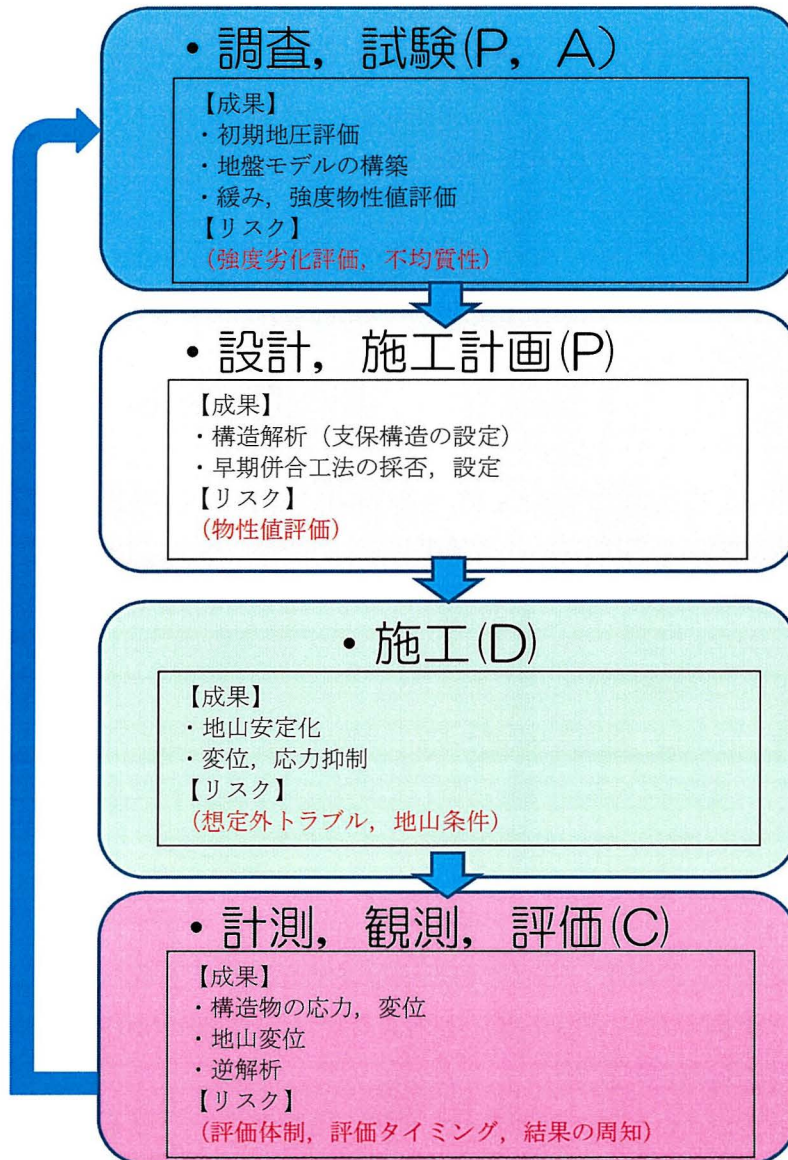 ・調査，試験(P，A)
【成果】
・初期地圧評価
・地盤モデルの構築
・緩み，強度物性値評価
【リスク】
(強度劣化評価，不均質性)
・設計，施工計画(P)
【成果】
・構造解析（支保構造の設定）
・早期併合工法の採否，設定
【リスク】
(物性値評価)
・施工(D)
【成果】
・地山安定化
・変位，応力抑制
【リスク】
(想定外トラブル，地山条件)
・計測，観測，評価(C)
【成果】
・構造物の応力，変位
・地山変位
・逆解析
【リスク】
(評価体制，評価タイミング，結果の周知)